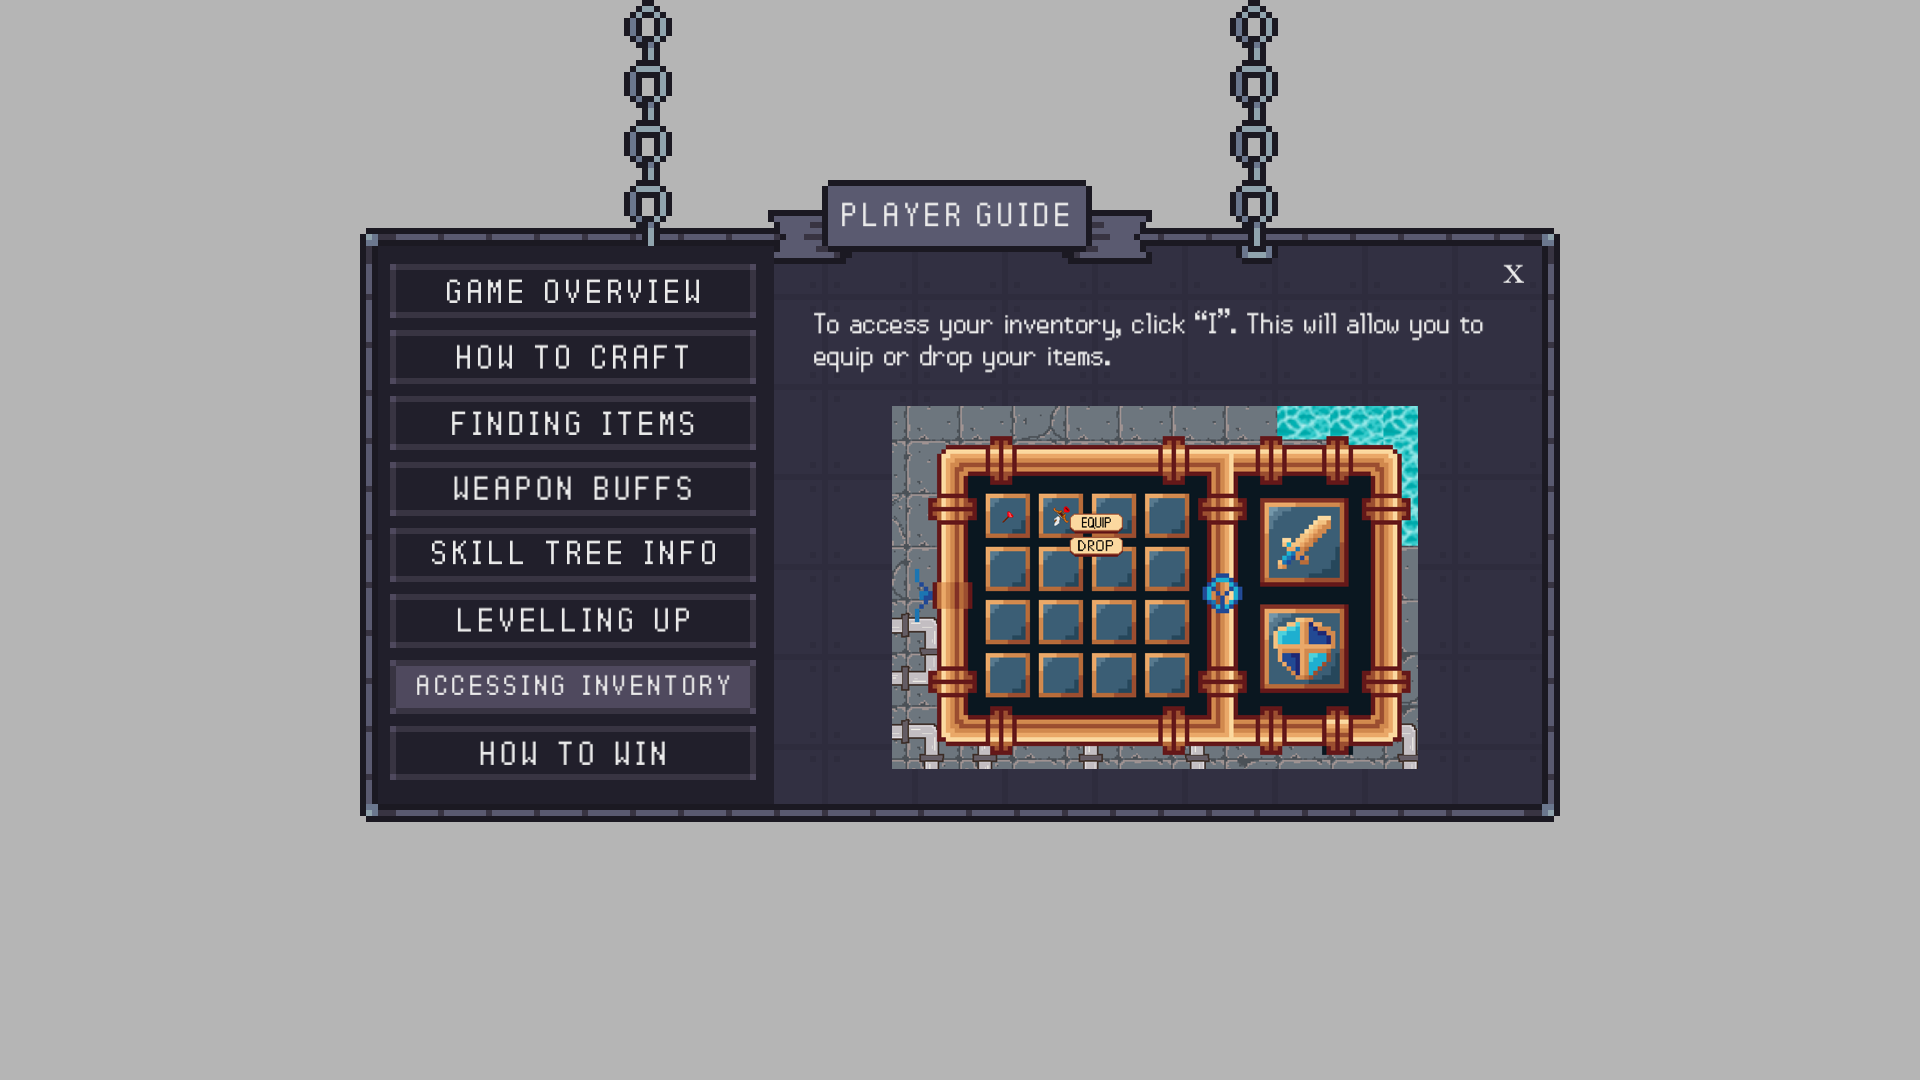 PLAYER GUIDE
X
GAME OVERVIEW
HOW TO CRAFT
FINDING ITEMS
WEAPON BUFFS
SKILL TREE INFO
LEVELLING UP
ACCESSING INVENTORY
HOW TO WIN
To access your inventory, click “I”. This will allow you to
equip or drop your items.
EQUIP
DROP